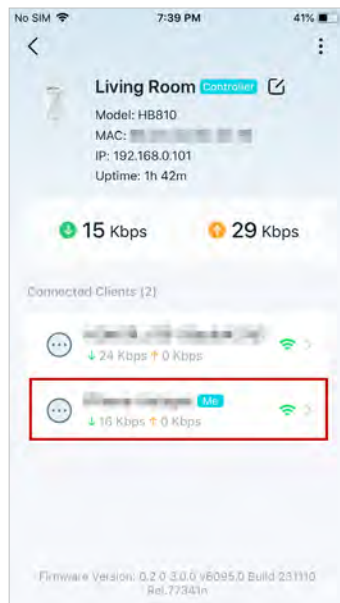 No SIM 7:39 PM 41%
Living Room Controller
Model: HB810
MAC:
IP: 192.168.0.101
Uptime: 1h 42m
15 Kbps 29 Kbps
Connected Clients (2)
↓ 24 Kbps ↑ 0 Kbps
Me
↓ 16 Kbps ↑ 0 Kbps
Firmware Version: 0.2.0 3.0.0 v6095.0 Build 231110
Rel.77341n